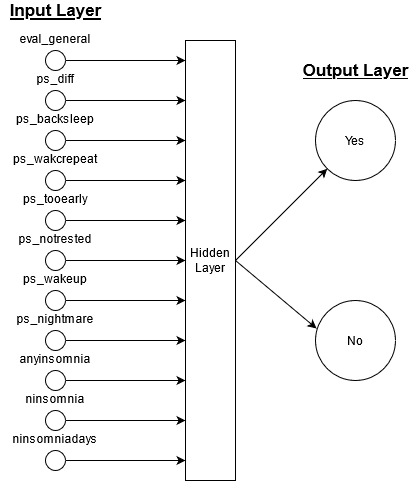 Input Layer
eval_general
ps_diff
ps_backsleep
ps_wakcrepeat
ps_tooearly
ps_notrested
ps_wakeup
ps_nightmare
anyinsomnia
ninsomnia
ninsomniadays
Hidden
Layer
Output Layer
Yes
No